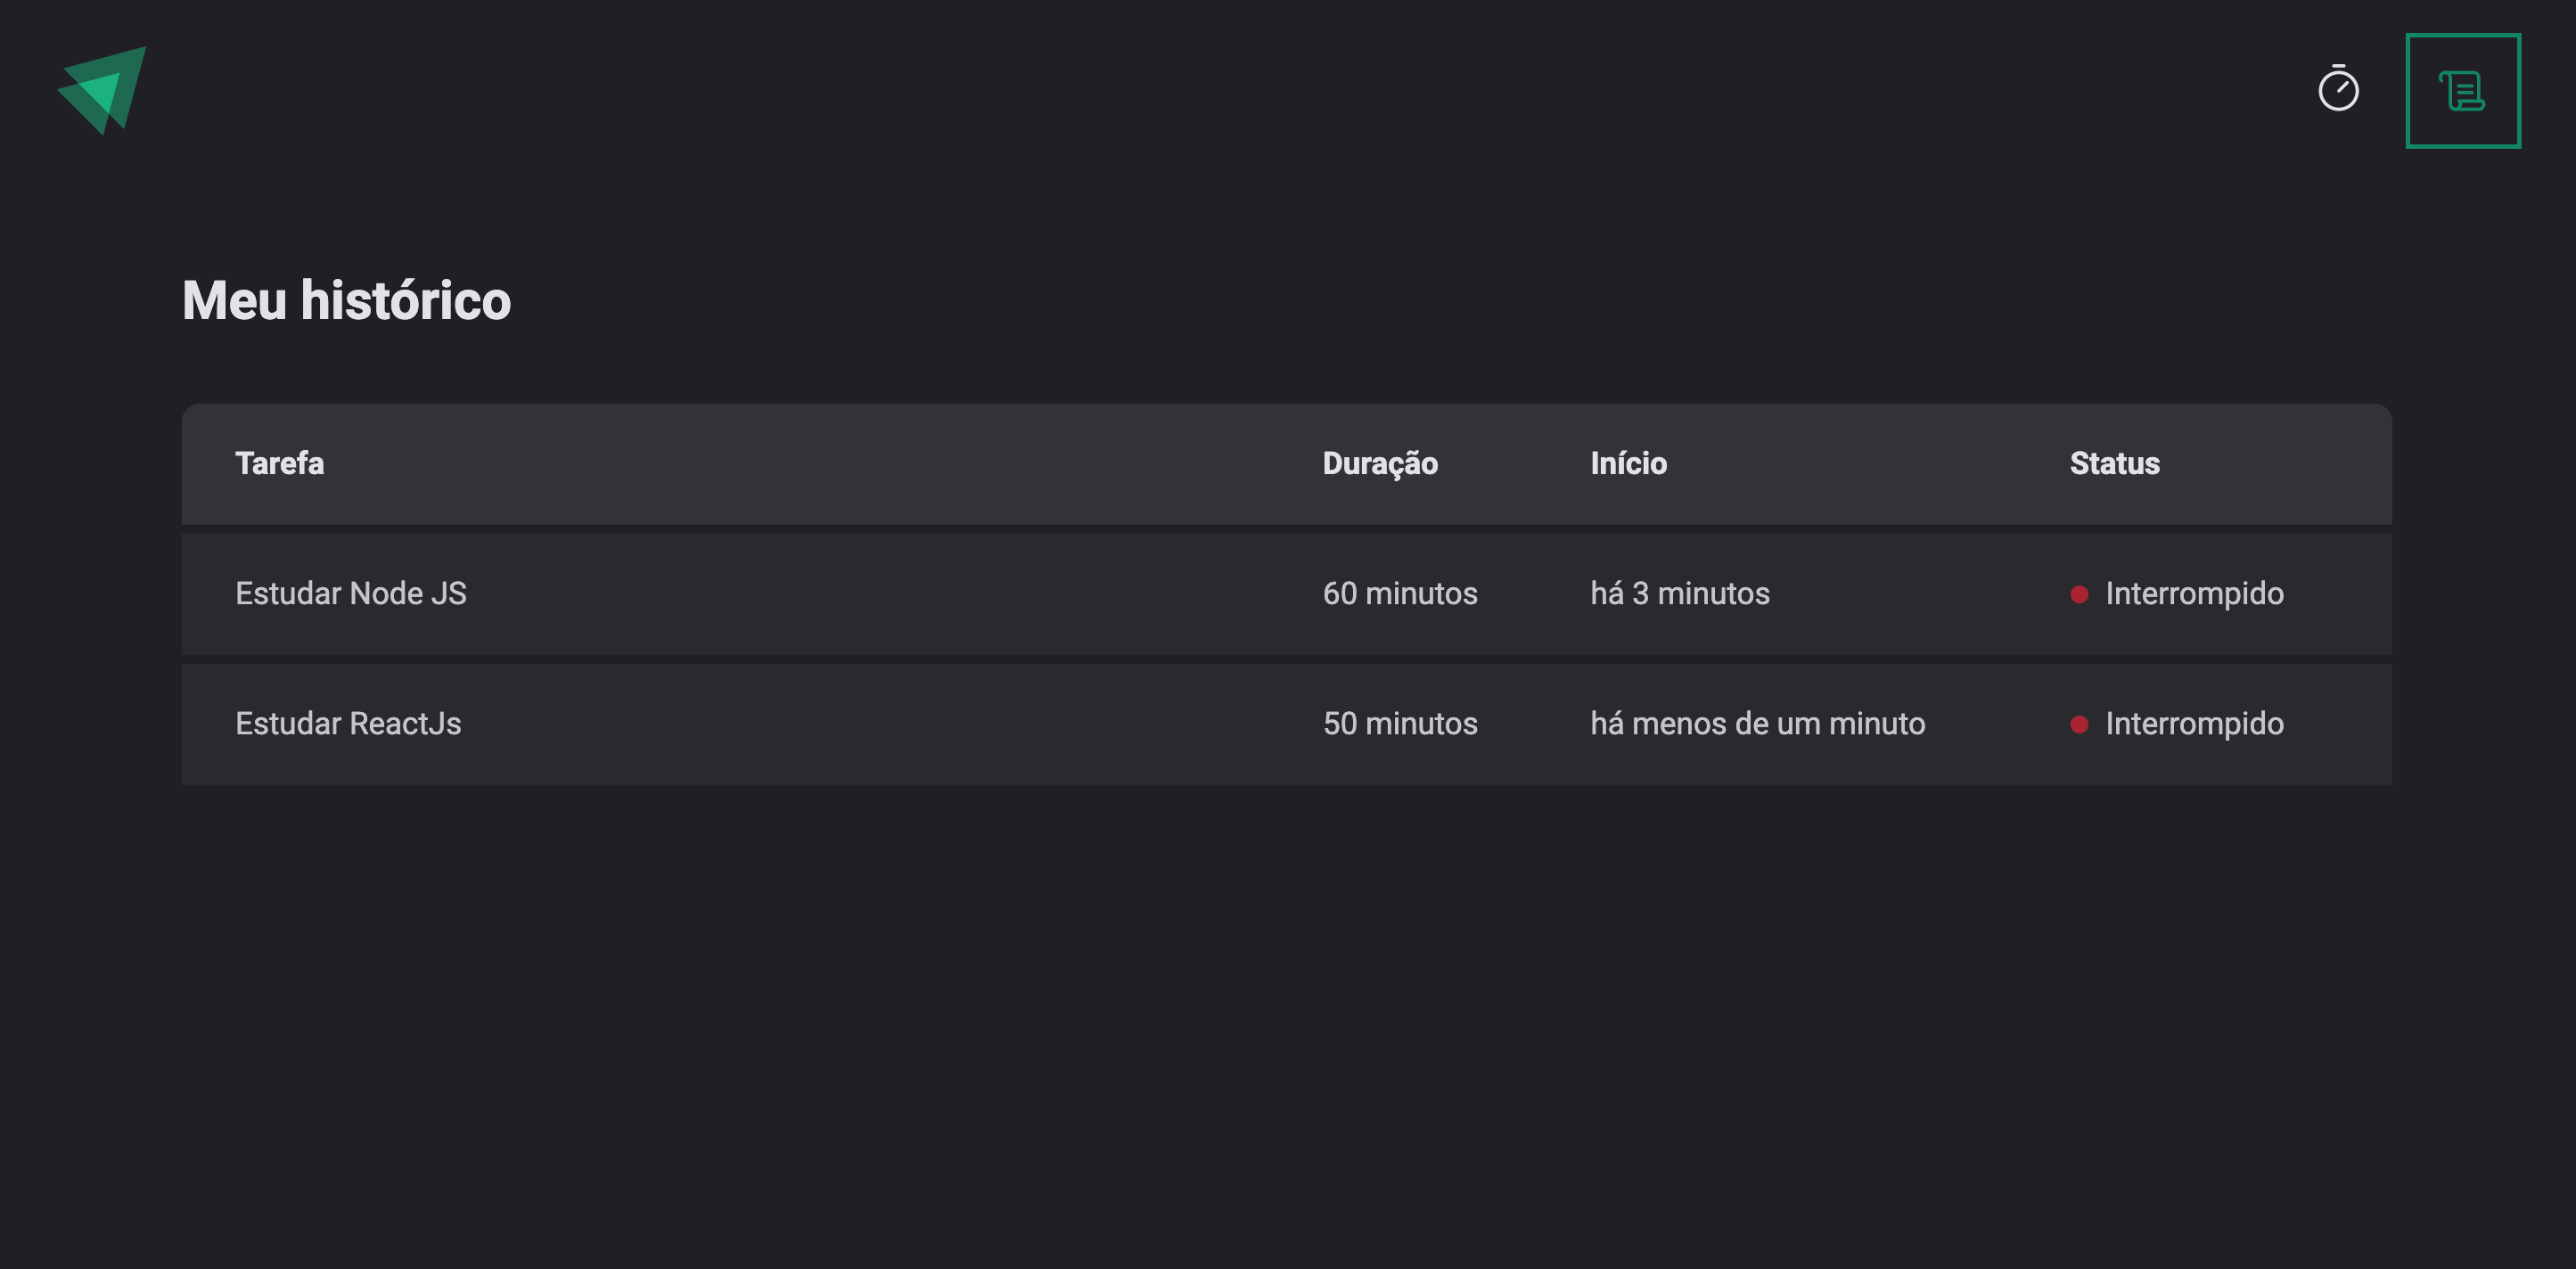 Meu histórico
Tarefa Duração Início Status
Estudar Node JS 60 minutos há 3 minutos Interrompido
Estudar ReactJs 50 minutos há menos de um minuto Interrompido